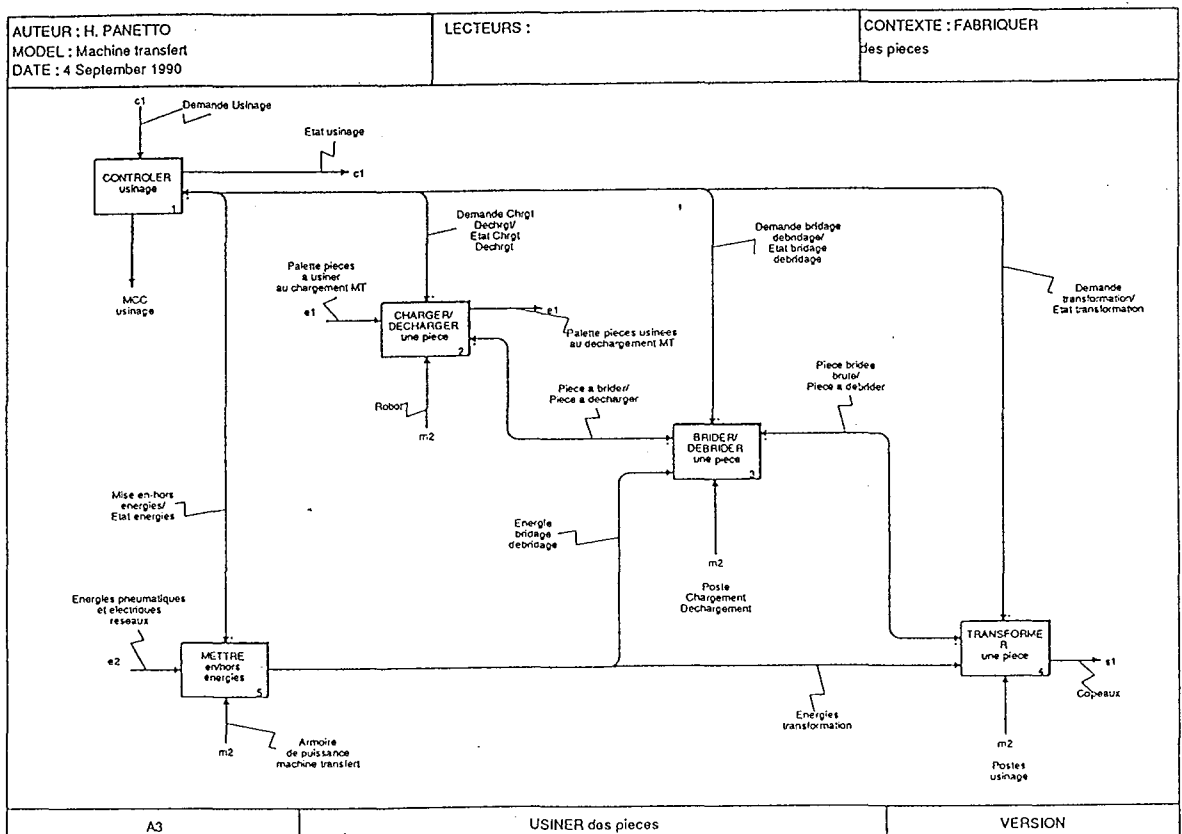 AUTEUR : H. PANETTO
MODEL : Machine transfert
DATE : 4 September 1990
LECTEURS :
CONTEXTE : FABRIQUER
des pieces
c1
Demande Usinage
Etat usinage
c1
CONTROLER
usinage
1
MCC
usinage
Demande Chrgt
Dechrgt/
Etat Chrgt
Dechrgt
Demande bridage
debridage/
Etat bridage
debridage
Demande
transformation/
Etat transformation
Palette pieces
a usiner
au chargement MT
e1
CHARGER/
DECHARGER
une piece
2
e1
Palette pieces usinees
au dechargement MT
Robot
m2
Piece a brider/
Piece a decharger
Piece bridee
brute/
Piece a debrider
BRIDER/
DEBRIDER
une piece
3
m2
Poste
Chargement
Dechargement
Mise en-hors
energies/
Etat energies
Energie
bridage
debridage
Energies pneumatiques
et electriques
reseaux
e2
METTRE
en/hors
energies
5
m2
Armoire
de puissance
machine transfert
Energies
transformation
TRANSFORME
R
une piece
4
s1
Copeaux
m2
Postes
usinage
A3
USINER des pieces
VERSION